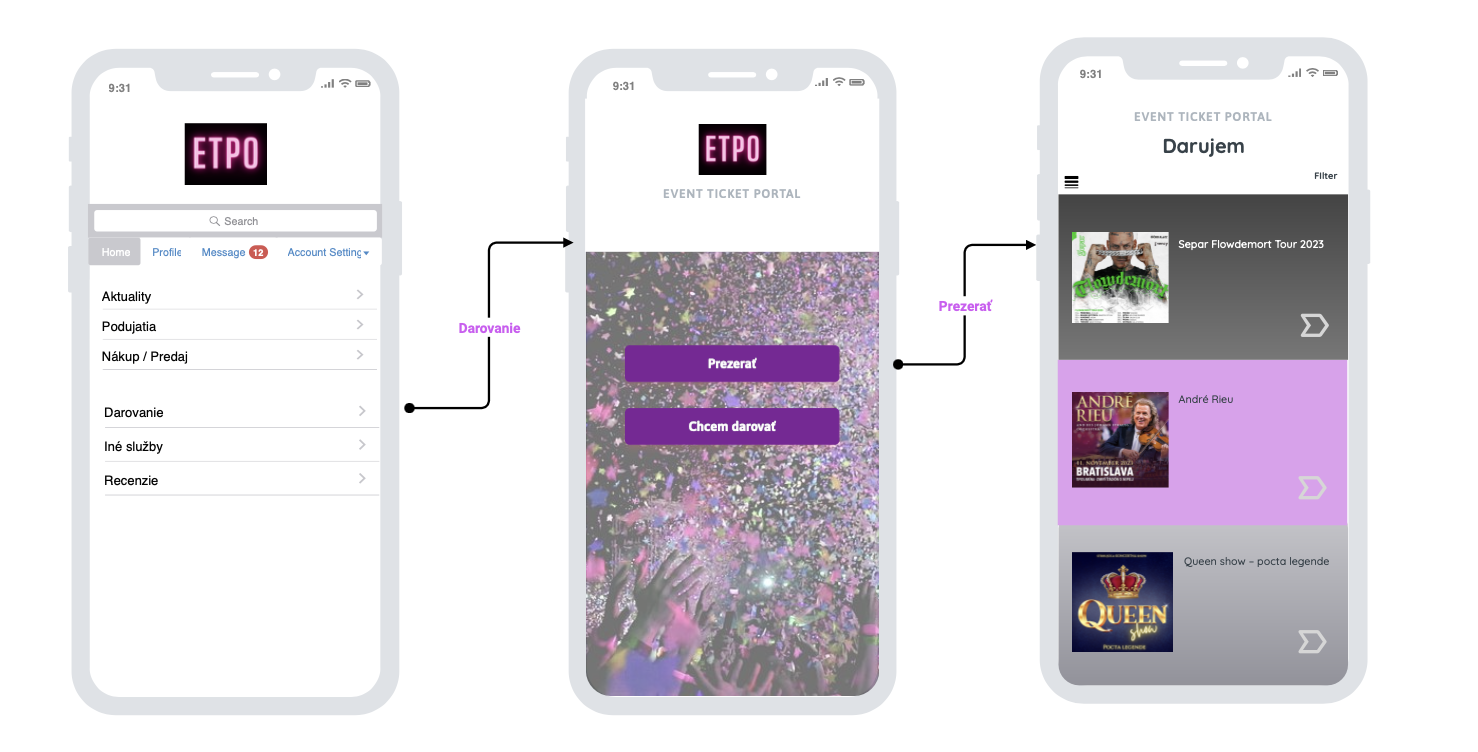 9:31
ETPO
Search
Home Profile Message 12 Account Setting
Aktuality
Podujatia
Nákup / Predaj
Darovanie
Iné služby
Recenzie
Darovanie
9:31
ETPO
EVENT TICKET PORTAL
Prezerať
Chcem darovať
Prezerať
9:31
EVENT TICKET PORTAL
Darujem
Filter
Flowdemort
Separ Flowdemort Tour 2023
ANDRÉ
RIEU
BRATISLAVA
André Rieu
QUEEN
show
POCTA LEGENDE
Queen show – pocta legende